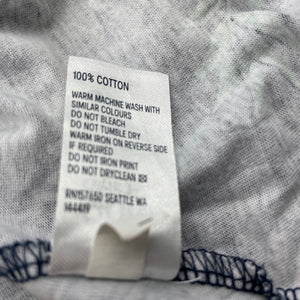 100% COTTON
WARM MACHINE WASH WITH
SIMILAR COLOURS
DO NOT BLEACH
DO NOT TUMBLE DRY
WARM IRON ON REVERSE SIDE
IF REQUIRED
DO NOT IRON PRINT
DO NOT DRYCLEAN
RN157650 SEATTLE WA